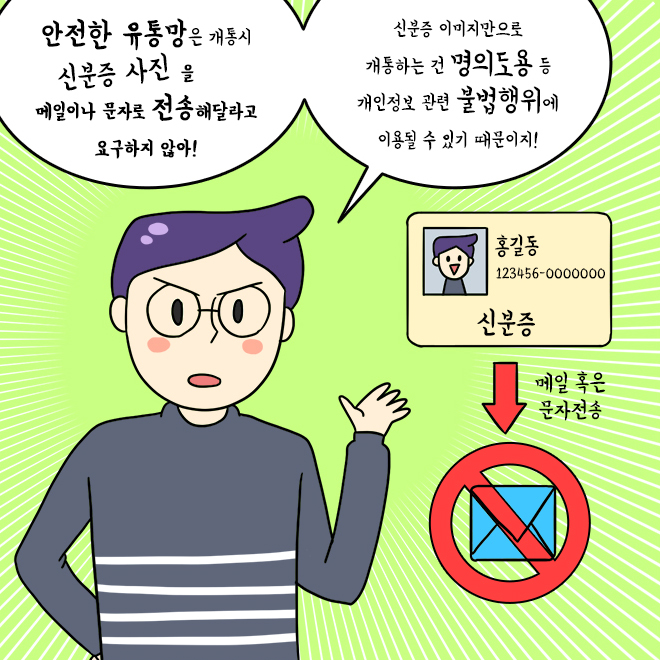 안전한 유통망은 개통시
신분증 사진 을
메일이나 문자로 전송해달라고
요구하지 않아!
신분증 이미지만으로
개통하는 건 명의도용 등
개인정보 관련 불법행위에
이용될 수 있기 때문이지!
홍길동
123456-0000000
신분증
메일 혹은
문자전송